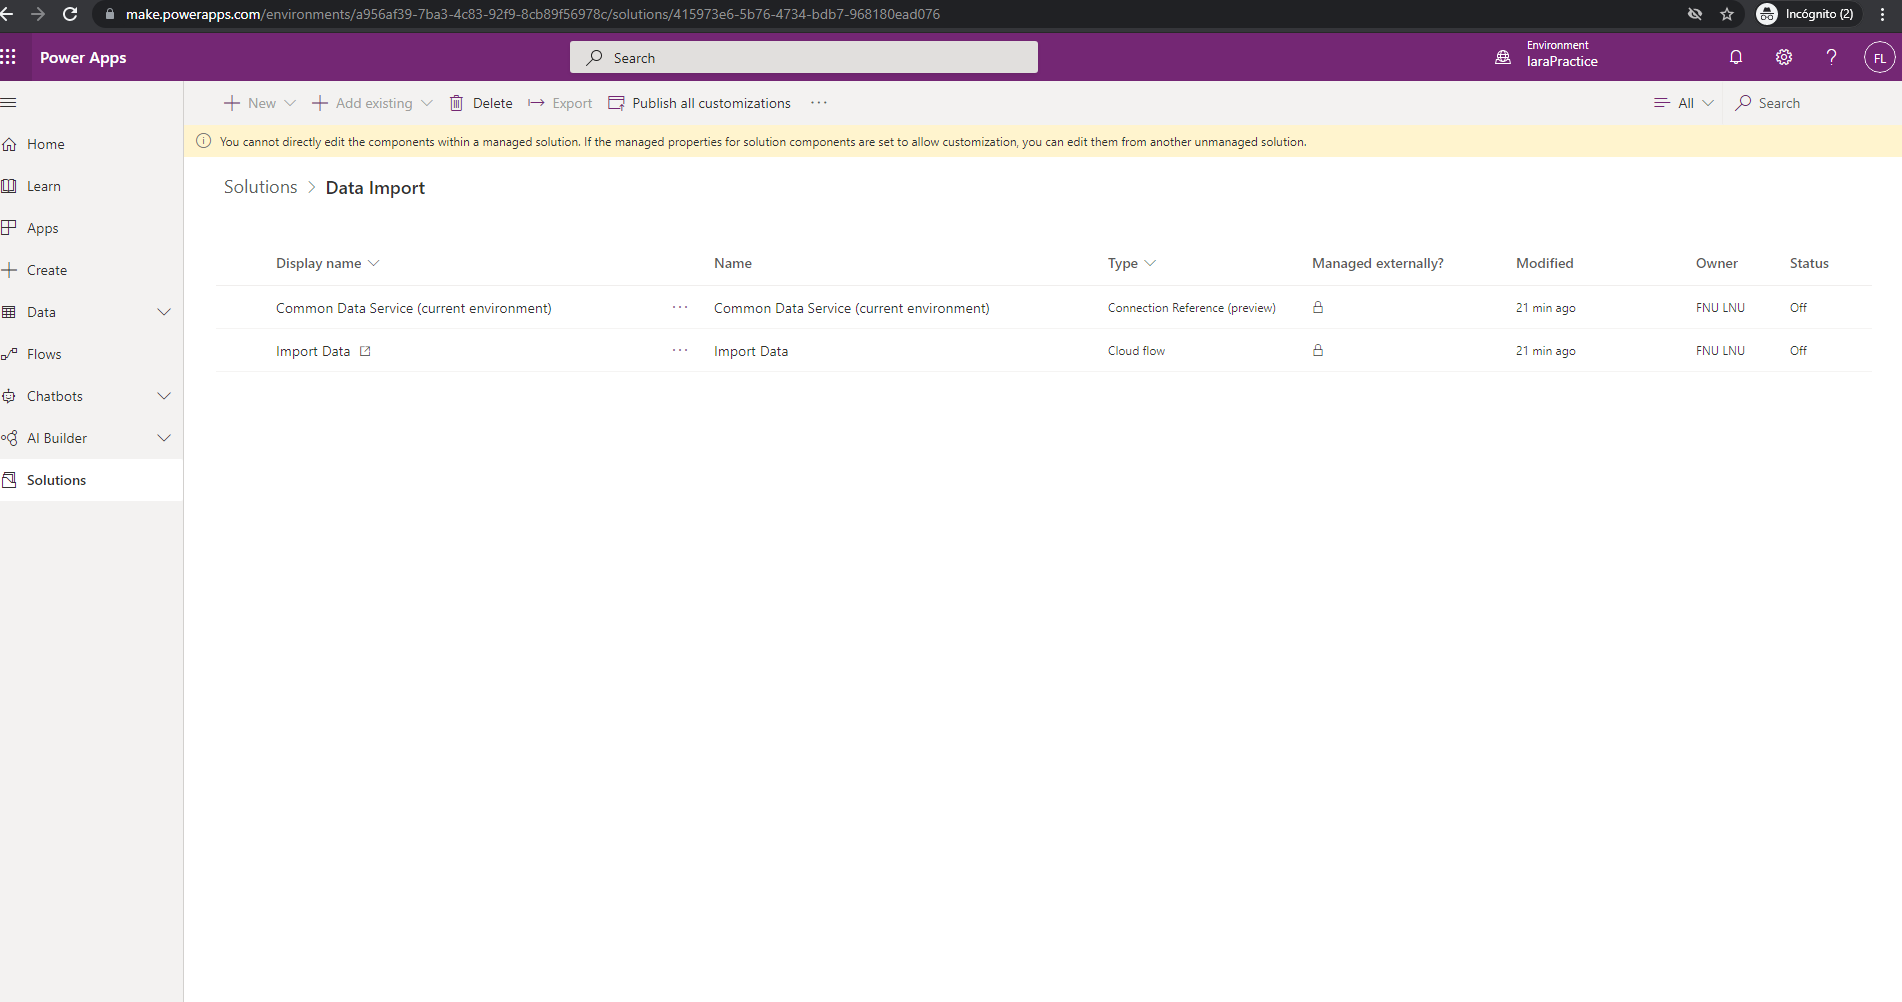 make.powerapps.com/environments/a956af39-7ba3-4c83-92f9-8cb89f56978c/solutions/415973e6-5b76-4734-bdb7-968180ead076
Incógnito (2)
Power Apps
Search
Environment
laraPractice
FL
New
Add existing
Delete
Export
Publish all customizations
All
Search
You cannot directly edit the components within a managed solution. If the managed properties for solution components are set to allow customization, you can edit them from another unmanaged solution.
Home
Learn
Apps
Create
Data
Flows
Chatbots
AI Builder
Solutions
Solutions > Data Import
Display name Name Type Managed externally? Modified Owner Status
Common Data Service (current environment) ··· Common Data Service (current environment) Connection Reference (preview) 21 min ago FNU LNU Off
Import Data ··· Import Data Cloud flow 21 min ago FNU LNU Off